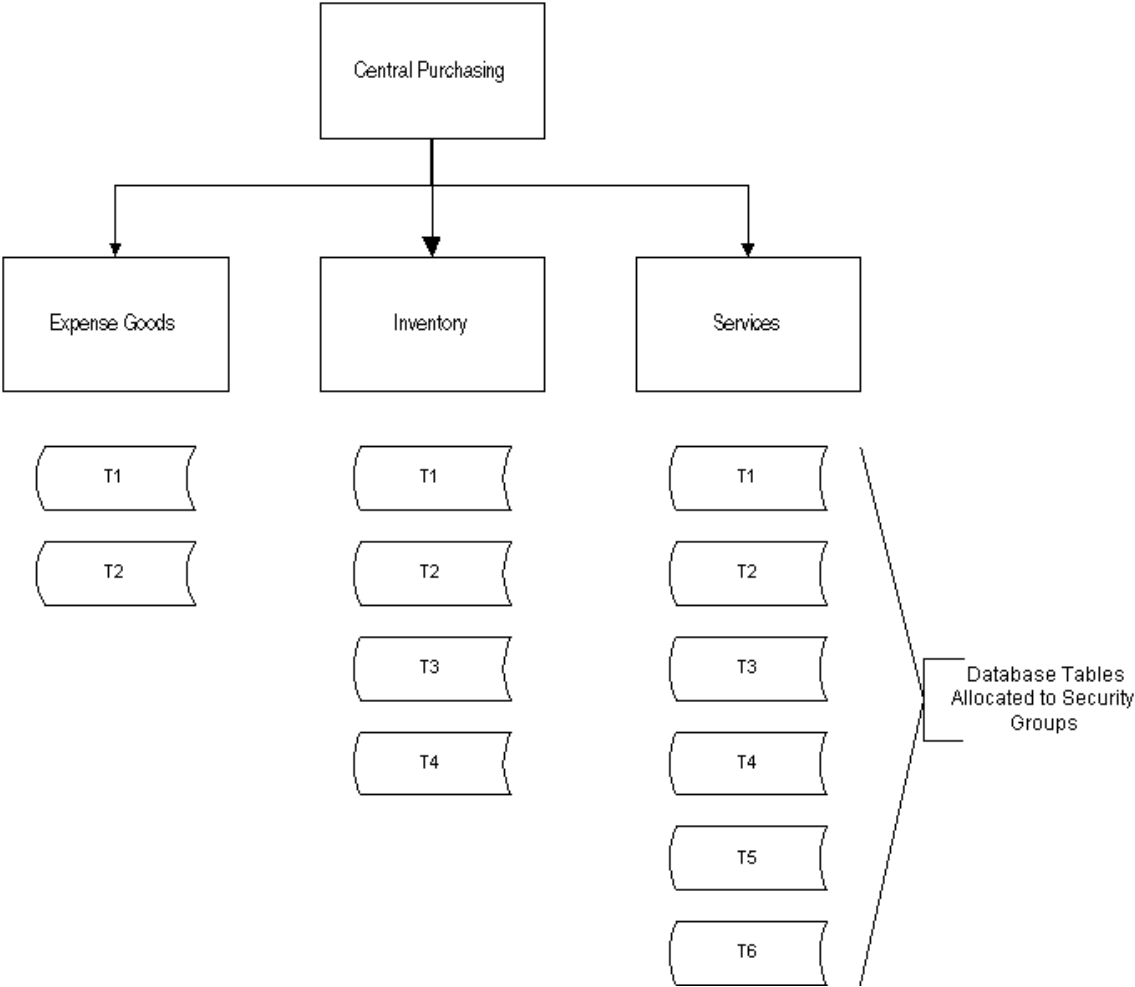 Central Purchasing
Expense Goods
Inventory
Services
T1
T1
T1
T2
T2
T2
T3
T3
T4
T4
T5
T6
Database Tables
Allocated to Security
Groups